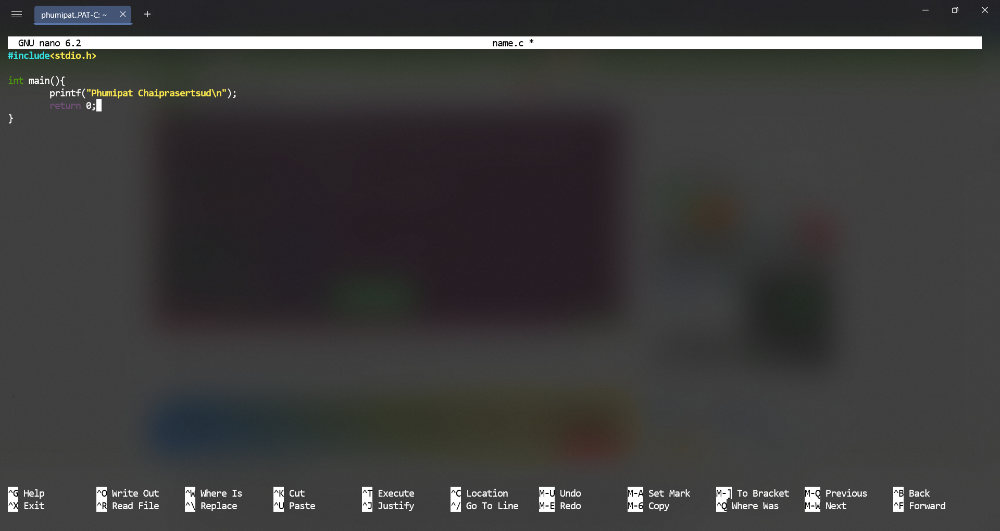 phumipat..PAT-C: ~
GNU nano 6.2 name.c *
#include<stdio.h>
int main(){
printf("Phumipat Chaiprasertsud\n");
return 0;
}
^G Help ^O Write Out ^W Where Is ^K Cut ^T Execute ^C Location M-U Undo M-A Set Mark M-] To Bracket M-Q Previous ^B Back
^X Exit ^R Read File ^\ Replace ^U Paste ^J Justify ^/ Go To Line M-E Redo M-6 Copy ^Q Where Was M-W Next ^F Forward